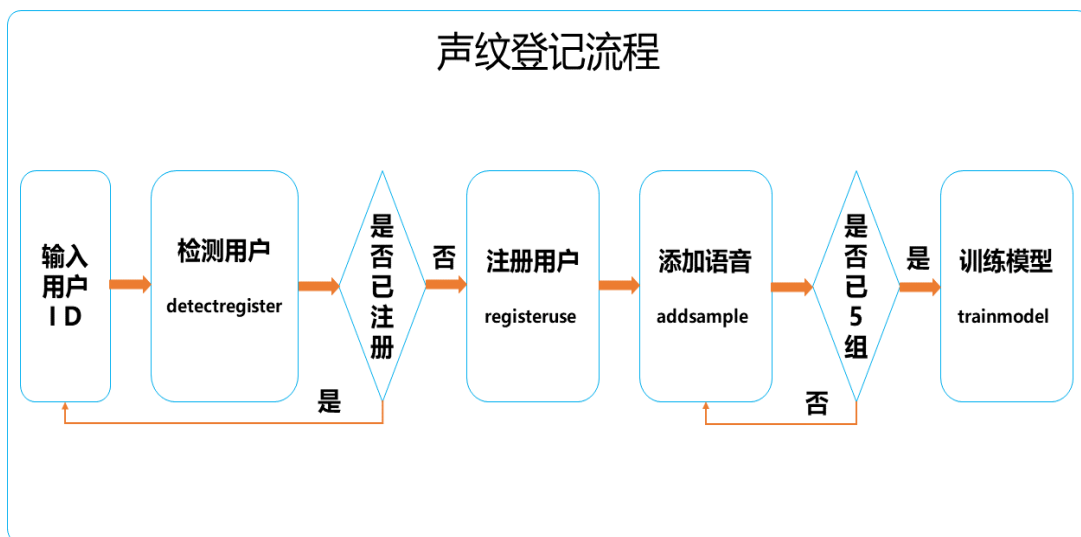 声纹登记流程
输入
用户
I D
检测用户
detectregister
是
否
已
注
册
否
是
注册用户
registeruse
添加语音
addsample
是
否
已
5
组
是
否
训练模型
trainmodel